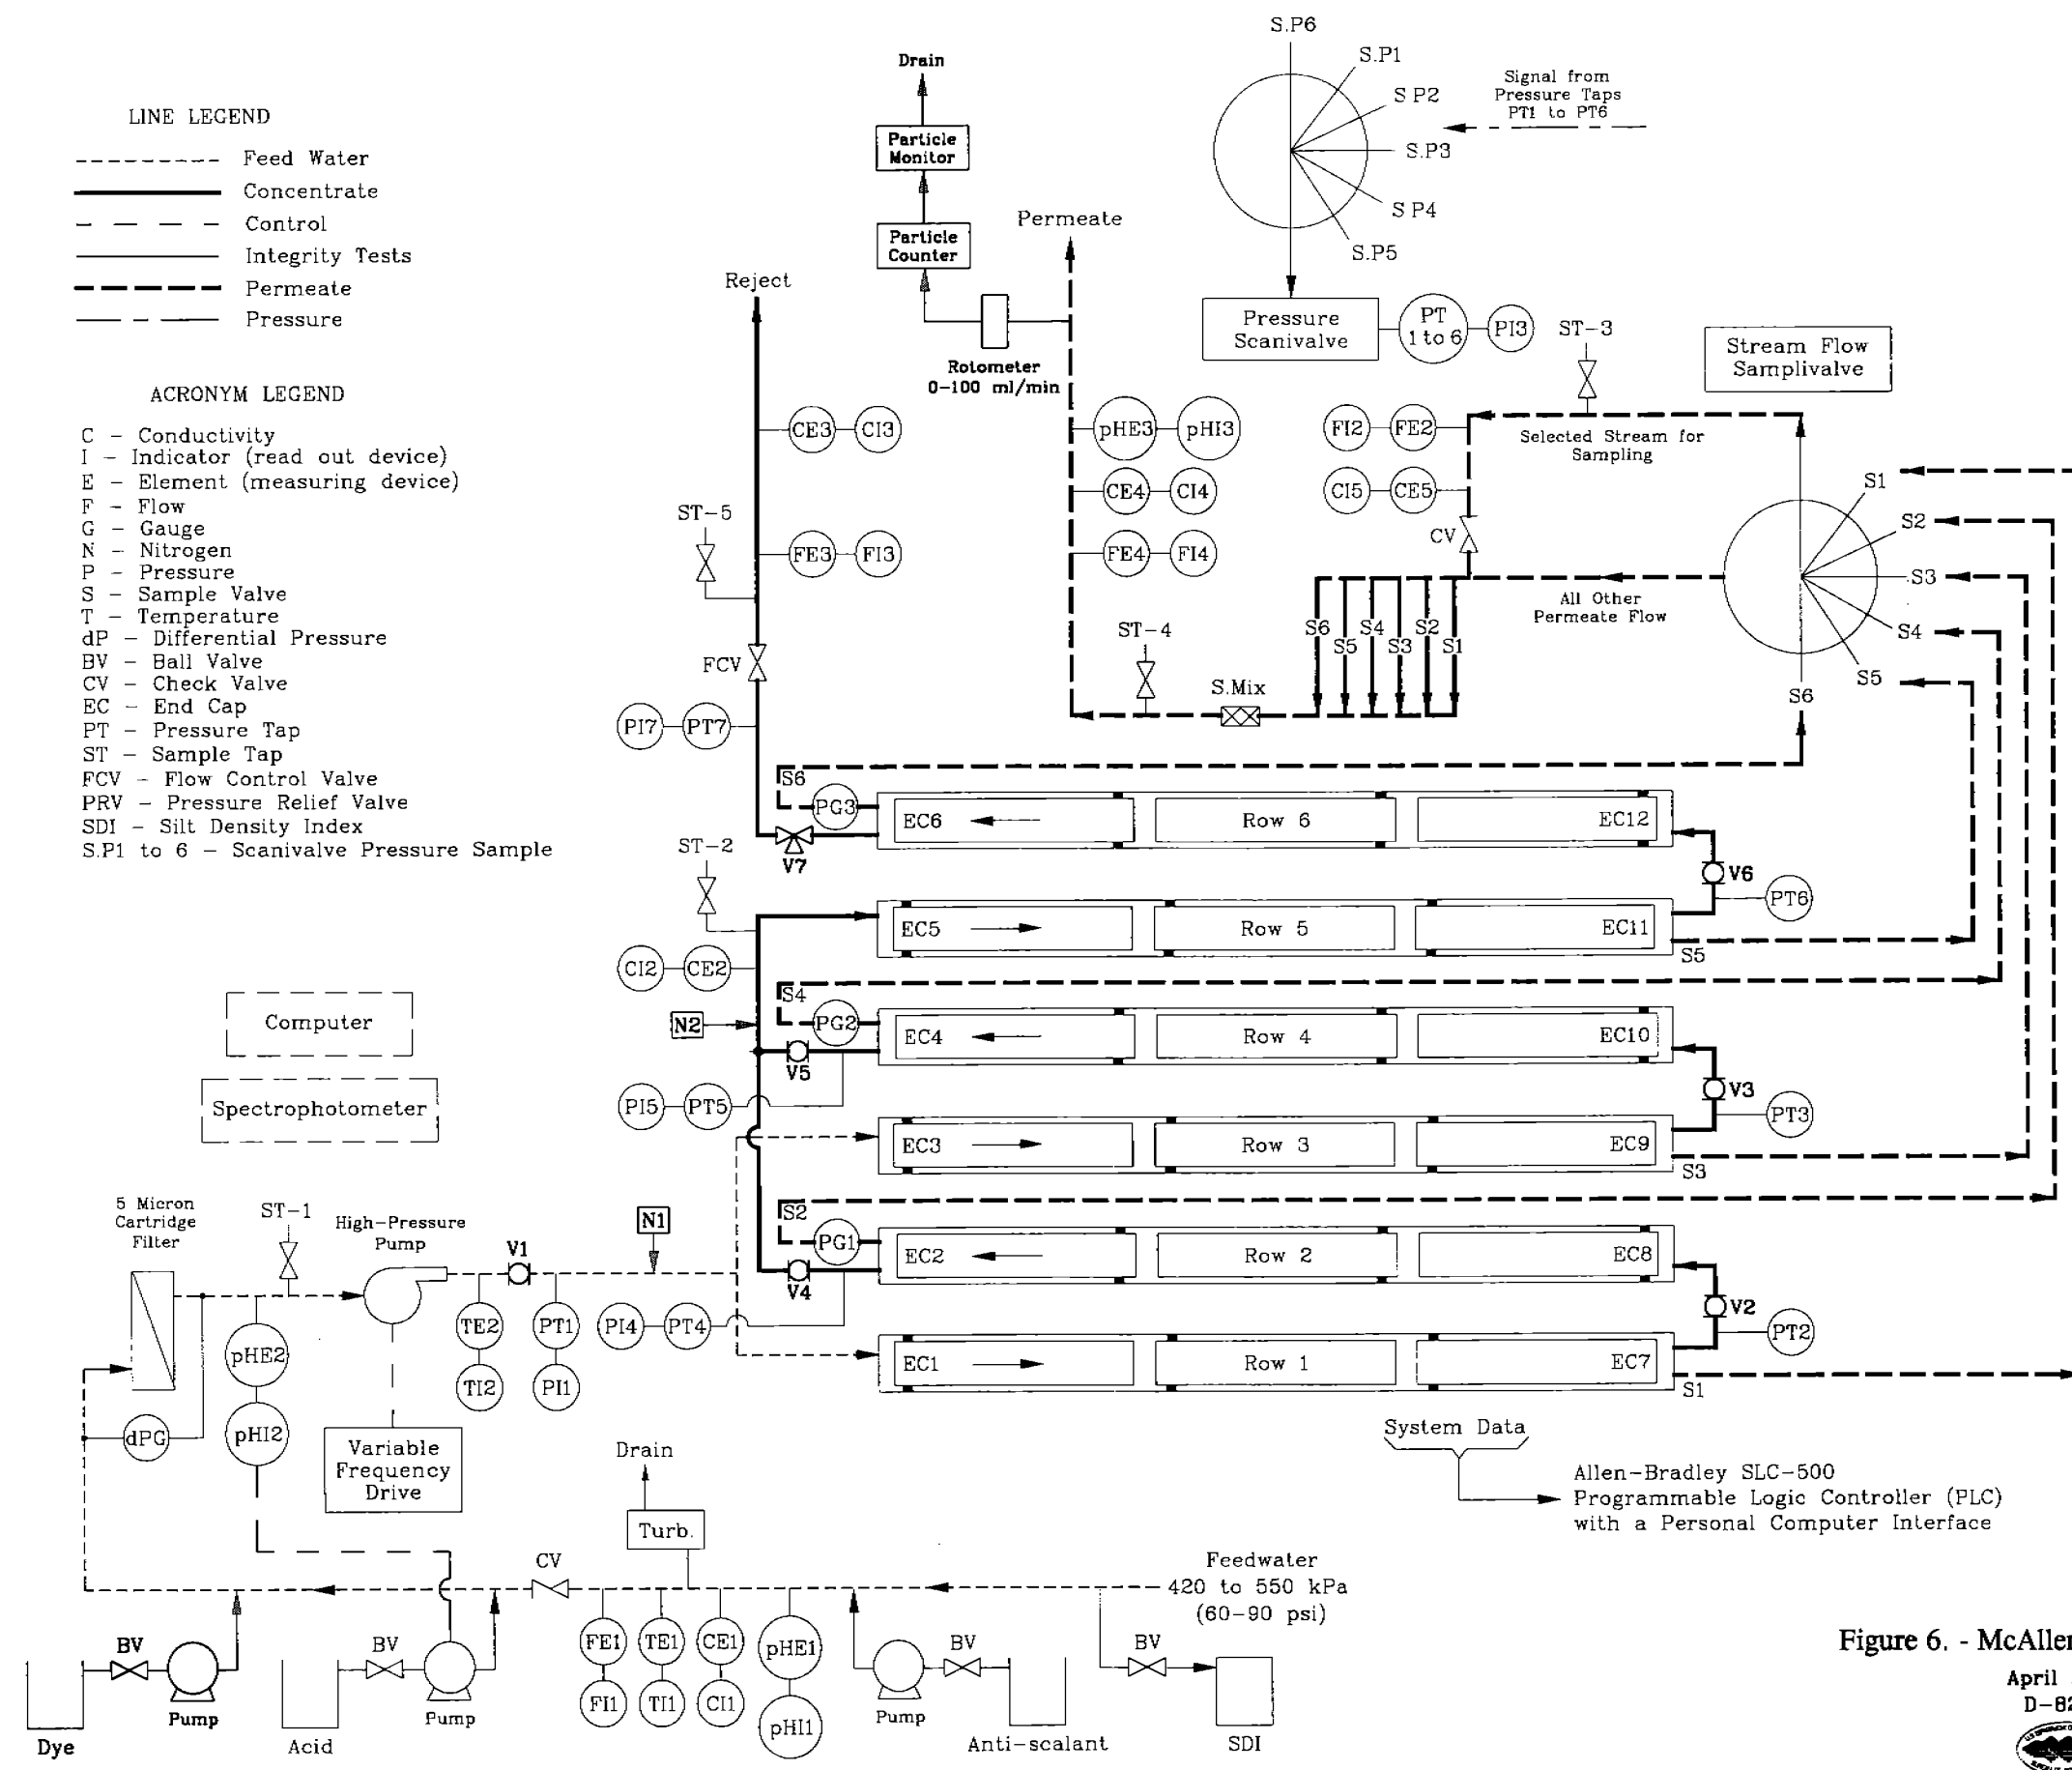 LINE LEGEND
Feed Water
Concentrate
Control
Integrity Tests
Permeate
Pressure
ACRONYM LEGEND
C – Conductivity
I – Indicator (read out device)
E – Element (measuring device)
F – Flow
G – Gauge
N – Nitrogen
P – Pressure
S – Sample Valve
T – Temperature
dP – Differential Pressure
BV – Ball Valve
CV – Check Valve
EC – End Cap
PT – Pressure Tap
ST – Sample Tap
FCV – Flow Control Valve
PRV – Pressure Relief Valve
SDI – Silt Density Index
S.P1 to 6 – Scanivalve Pressure Sample
Drain
Particle
Monitor
Particle
Counter
Rotometer
0–100 ml/min
Permeate
Reject
S.P6
S.P1
S P2
S.P3
S P4
S.P5
Signal from
Pressure Taps
PT1 to PT6
Pressure
Scanivalve
PT
1 to 6
PI3
ST-3
Stream Flow
Samplivalve
CE3
CI3
pHE3
pHI3
FI2
FE2
Selected Stream for
Sampling
CE4
CI4
CI5
CE5
ST-5
FE3
FI3
FE4
FI4
CV
S1
S2
S3
S4
S5
S6
All Other
Permeate Flow
S6
S5
S4
S3
S2
S1
ST-4
S.Mix
FCV
PI7
PT7
S6
PG3
EC6
Row 6
EC12
V7
V6
ST-2
PT6
EC5
Row 5
EC11
S5
CI2
CE2
S4
N2
PG2
EC4
Row 4
EC10
V5
V3
PI5
PT5
PT3
EC3
Row 3
EC9
S3
S2
PG1
EC2
Row 2
EC8
V4
V2
PI4
PT4
PT2
EC1
Row 1
EC7
S1
Computer
Spectrophotometer
5 Micron
Cartridge
Filter
ST-1
High-Pressure
Pump
V1
N1
pHE2
TE2
PT1
pHI2
TI2
PI1
dPG
Variable
Frequency
Drive
Drain
Turb.
System Data
Allen-Bradley SLC-500
Programmable Logic Controller (PLC)
with a Personal Computer Interface
CV
Feedwater
420 to 550 kPa
(60–90 psi)
BV
Pump
Dye
BV
Pump
Acid
FE1
TE1
CE1
pHE1
FI1
TI1
CI1
pHI1
Pump
BV
Anti-scalant
BV
SDI
Figure 6. - McAllen
April